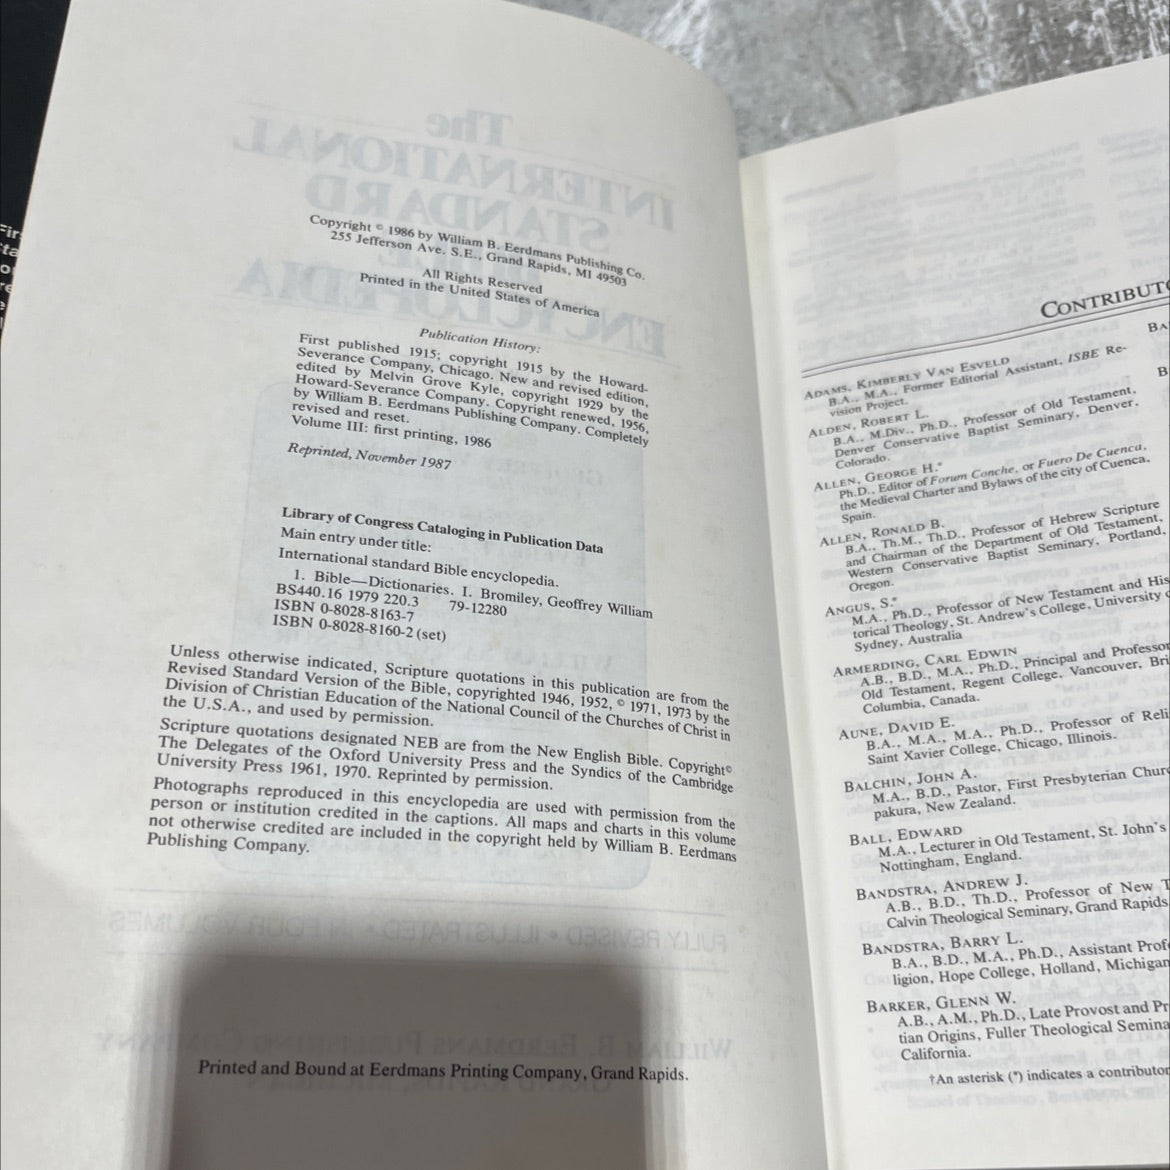 Copyright © 1986 by William B. Eerdmans Publishing Co.
255 Jefferson Ave. S.E., Grand Rapids, MI 49503
All Rights Reserved
Printed in the United States of America
Publication History:
First published 1915; copyright 1915 by the Howard-
Severance Company, Chicago. New and revised edition,
edited by Melvin Grove Kyle, copyright 1929 by the
Howard-Severance Company. Copyright renewed, 1956,
by William B. Eerdmans Publishing Company. Completely
revised and reset.
Volume III: first printing, 1986
Reprinted, November 1987
Library of Congress Cataloging in Publication Data
Main entry under title:
International standard Bible encyclopedia.
1. Bible—Dictionaries. I. Bromiley, Geoffrey William
BS440.16 1979 220.3 79-12280
ISBN 0-8028-8163-7
ISBN 0-8028-8160-2 (set)
Unless otherwise indicated, Scripture quotations in this publication are from the
Revised Standard Version of the Bible, copyrighted 1946, 1952, © 1971, 1973 by the
Division of Christian Education of the National Council of the Churches of Christ in
the U.S.A., and used by permission.
Scripture quotations designated NEB are from the New English Bible. Copyright©
The Delegates of the Oxford University Press and the Syndics of the Cambridge
University Press 1961, 1970. Reprinted by permission.
Photographs reproduced in this encyclopedia are used with permission from the
person or institution credited in the captions. All maps and charts in this volume
not otherwise credited are included in the copyright held by William B. Eerdmans
Publishing Company.
Printed and Bound at Eerdmans Printing Company, Grand Rapids.
CONTRIBUTO
ADAMS, KIMBERLY VAN ESVELD
B.A., M.A., Former Editorial Assistant, ISBE Re-
vision Project.
ALDEN, ROBERT L.
B.A., M.Div., Ph.D., Professor of Old Testament,
Denver Conservative Baptist Seminary, Denver,
Colorado.
ALLEN, GEORGE H.*
Ph.D., Editor of Forum Conche, or Fuero De Cuenca,
the Medieval Charter and Bylaws of the city of Cuenca,
Spain.
ALLEN, RONALD B.
B.A., Th.M., Th.D., Professor of Hebrew Scripture
and Chairman of the Department of Old Testament,
Western Conservative Baptist Seminary, Portland,
Oregon.
ANGUS, S.*
M.A., Ph.D., Professor of New Testament and His
torical Theology, St. Andrew's College, University o
Sydney, Australia
ARMERDING, CARL EDWIN
A.B., B.D., M.A., Ph.D., Principal and Professor
Old Testament, Regent College, Vancouver, Bri
Columbia, Canada.
AUNE, DAVID E.
B.A., M.A., M.A., Ph.D., Professor of Reli
Saint Xavier College, Chicago, Illinois.
BALCHIN, JOHN A.
M.A., B.D., Pastor, First Presbyterian Churc
pakura, New Zealand.
BALL, EDWARD
M.A., Lecturer in Old Testament, St. John's
Nottingham, England.
BANDSTRA, ANDREW J.
A.B., B.D., Th.D., Professor of New T
Calvin Theological Seminary, Grand Rapids
BANDSTRA, BARRY L.
B.A., B.D., M.A., Ph.D., Assistant Prof
ligion, Hope College, Holland, Michigan
BARKER, GLENN W.
A.B., A.M., Ph.D., Late Provost and Pr
tian Origins, Fuller Theological Semina
California.
†An asterisk (*) indicates a contributor
BA
B